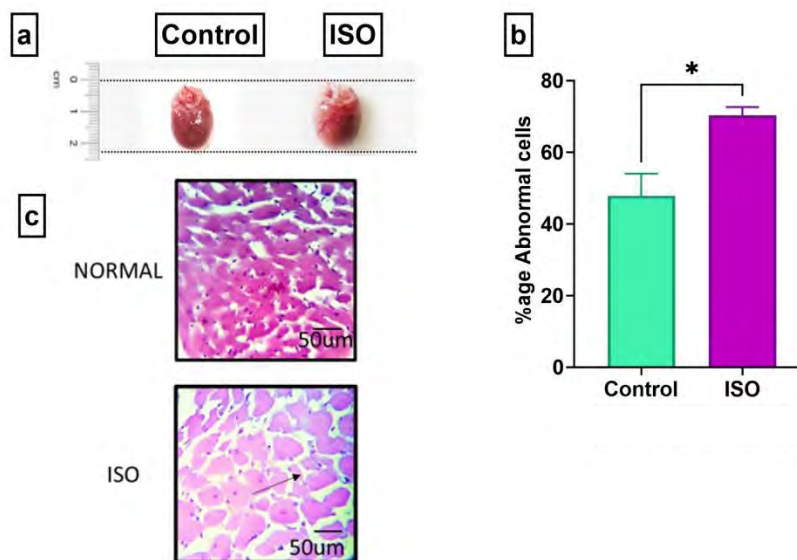 a
Control
ISO
cm
0
1
2
c
NORMAL
50um
ISO
50um
b
*
%age Abnormal cells
80
60
40
20
0
Control
ISO